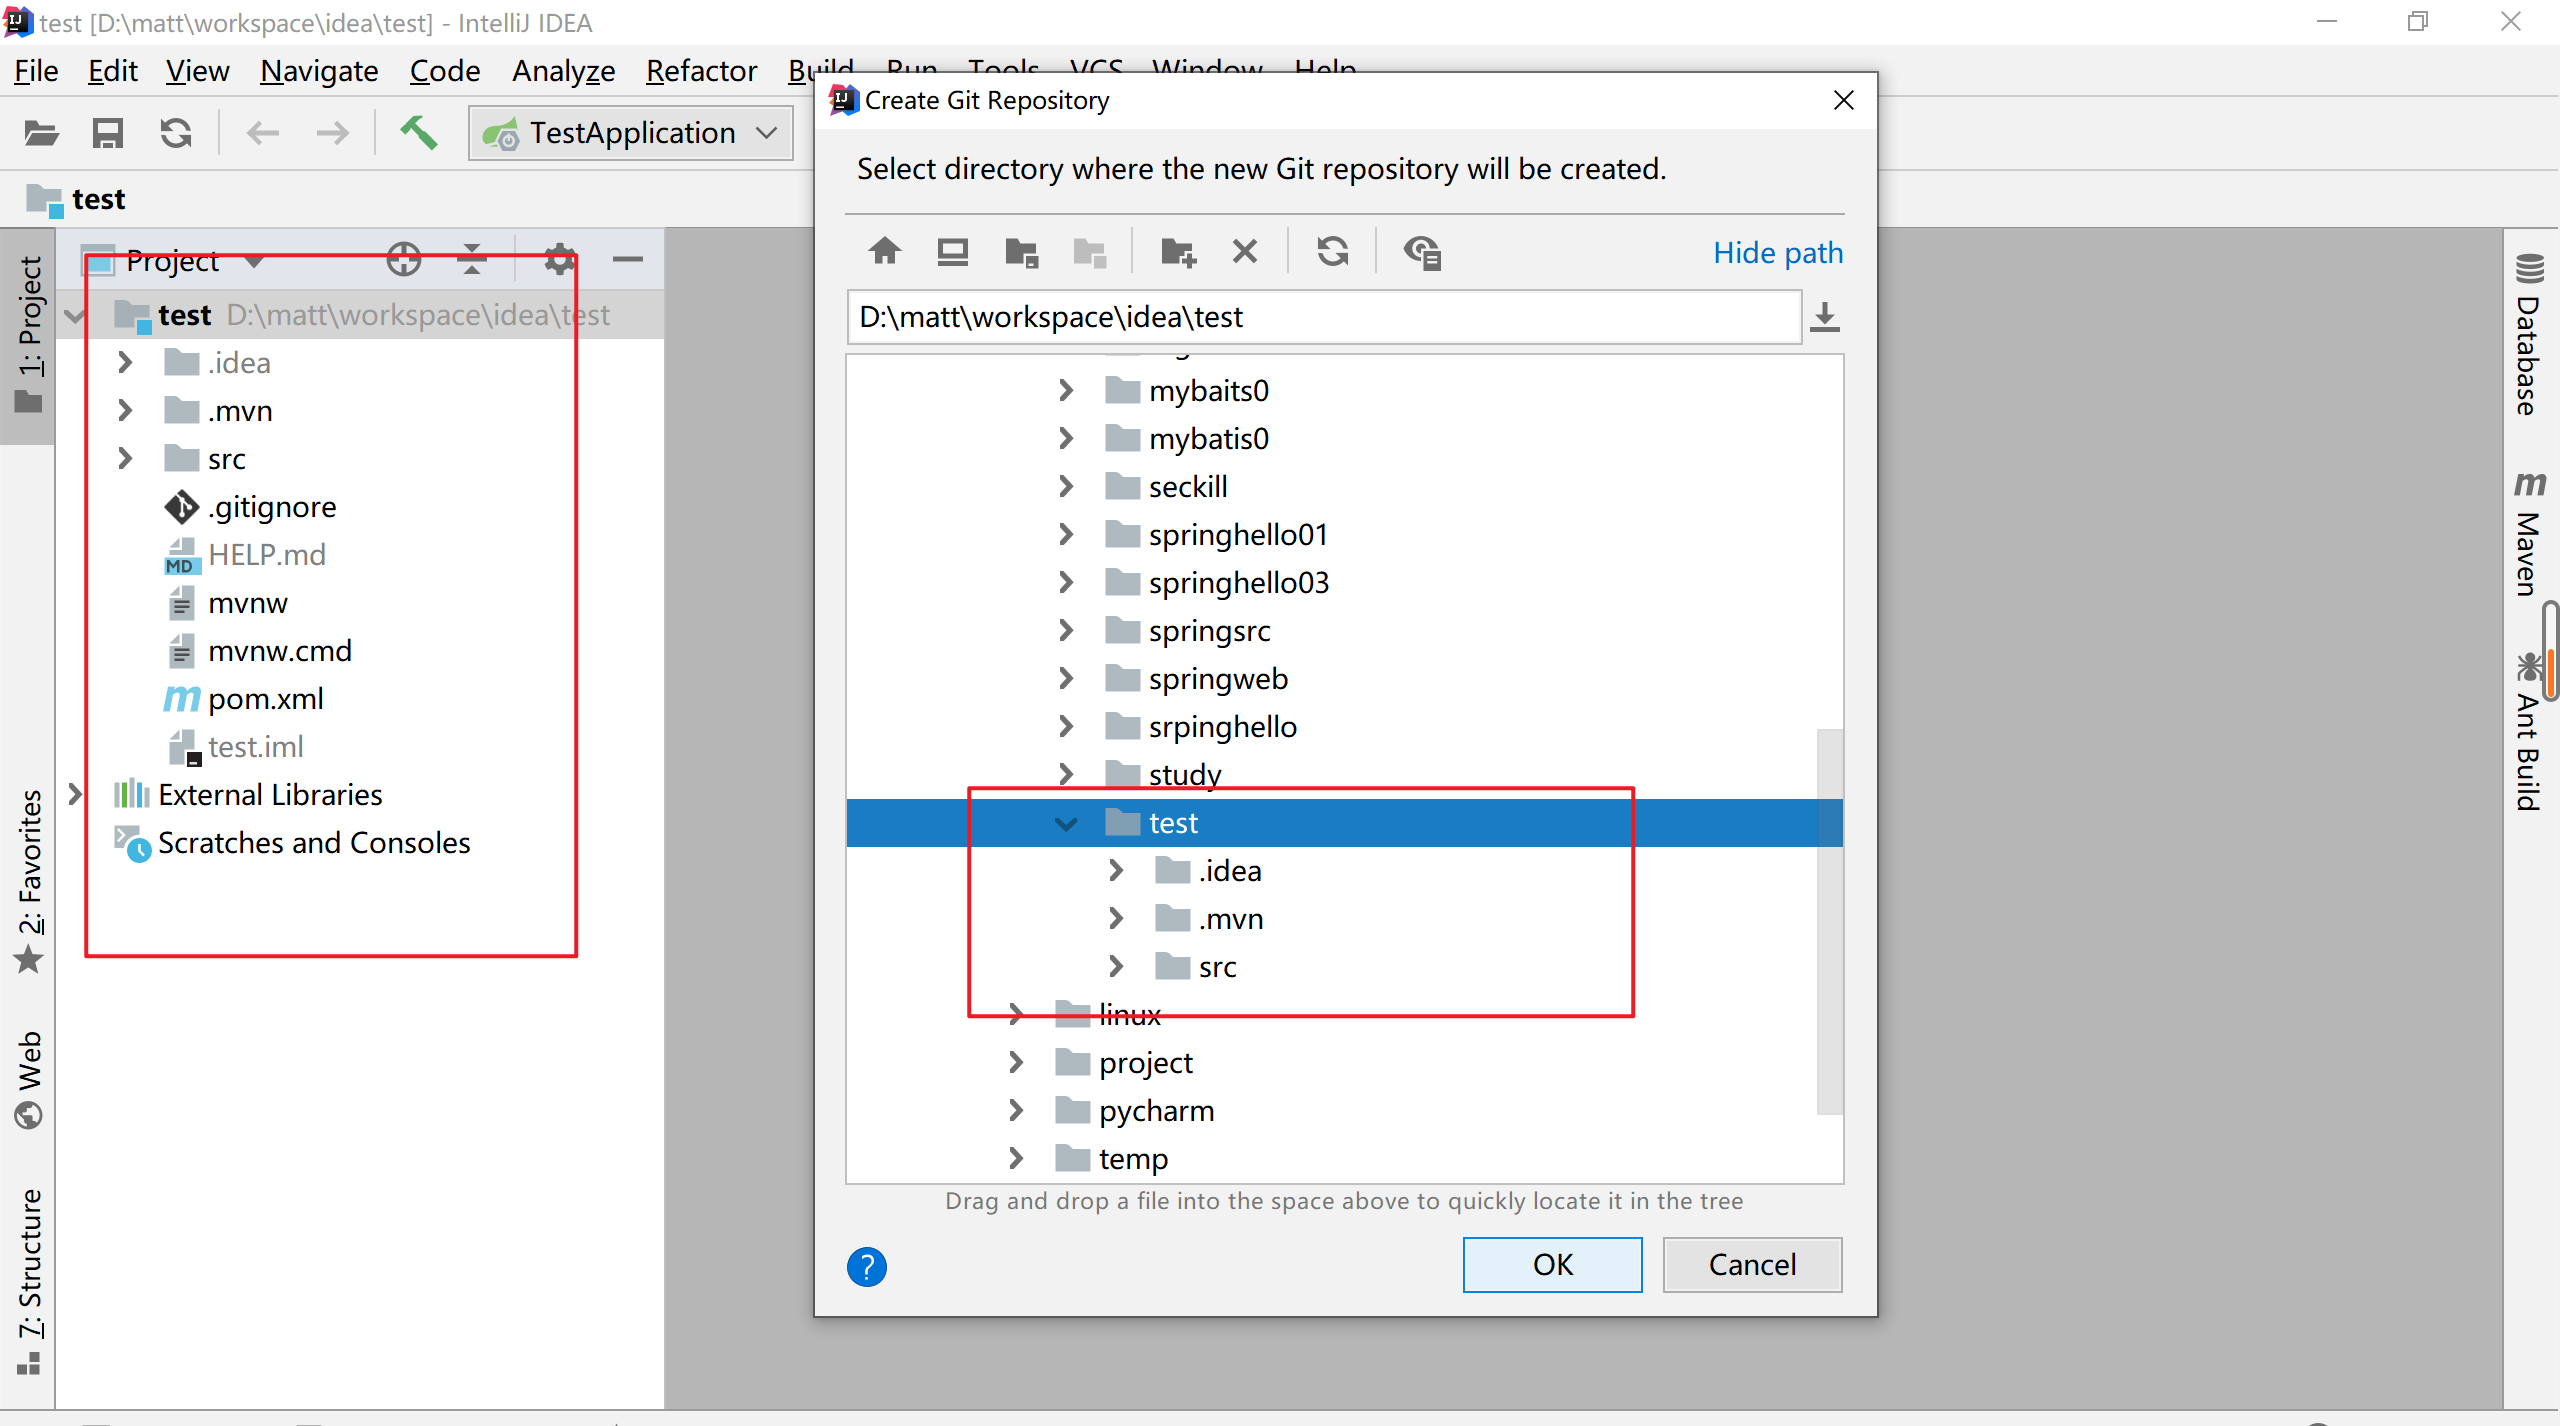 test [D:\matt\workspace\idea\test] - IntelliJ IDEA
File Edit View Navigate Code Analyze Refactor Build Run Tools VCS Window Help
TestApplication
test
1: Project
2: Favorites
Web
7: Structure
Project
test D:\matt\workspace\idea\test
.idea
.mvn
src
.gitignore
MD HELP.md
mvnw
mvnw.cmd
pom.xml
test.iml
External Libraries
Scratches and Consoles
Create Git Repository
Select directory where the new Git repository will be created.
Hide path
D:\matt\workspace\idea\test
mybaits0
mybatis0
seckill
springhello01
springhello03
springsrc
springweb
srpinghello
study
test
.idea
.mvn
src
linux
project
pycharm
temp
Drag and drop a file into the space above to quickly locate it in the tree
? OK Cancel
Database
Maven
Ant Build